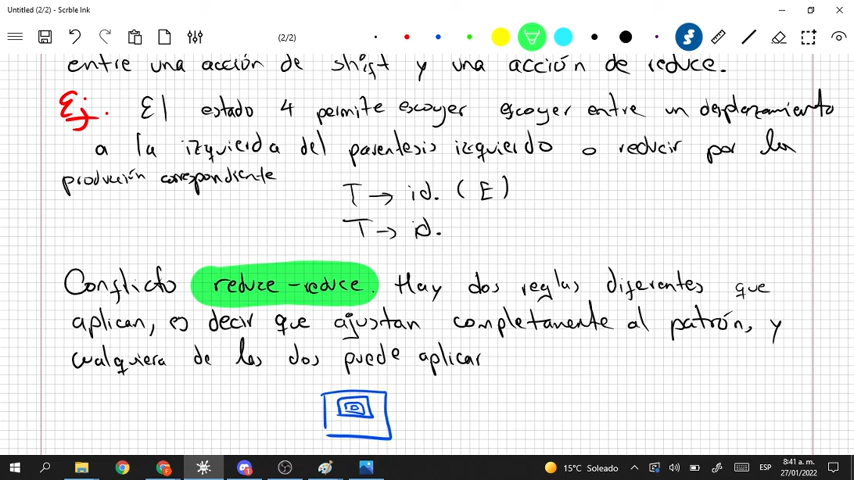 Untitled (2/2) - Scrble Ink
(2/2)
entre una acción de shift y una acción de reduce.
Ej. El estado 4 permite escoger escoger entre un desplazamiento
a la izquierda del parentesis izquierdo o reducir por la
producción correspondiente
T → id. ( E )
T → id.
Conflicto reduce-reduce. Hay dos reglas diferentes que
aplican, es decir que ajustan completamente al patrón, y
cualquiera de las dos puede aplicar
15°C Soleado
ESP
8:41 a. m.
27/01/2022